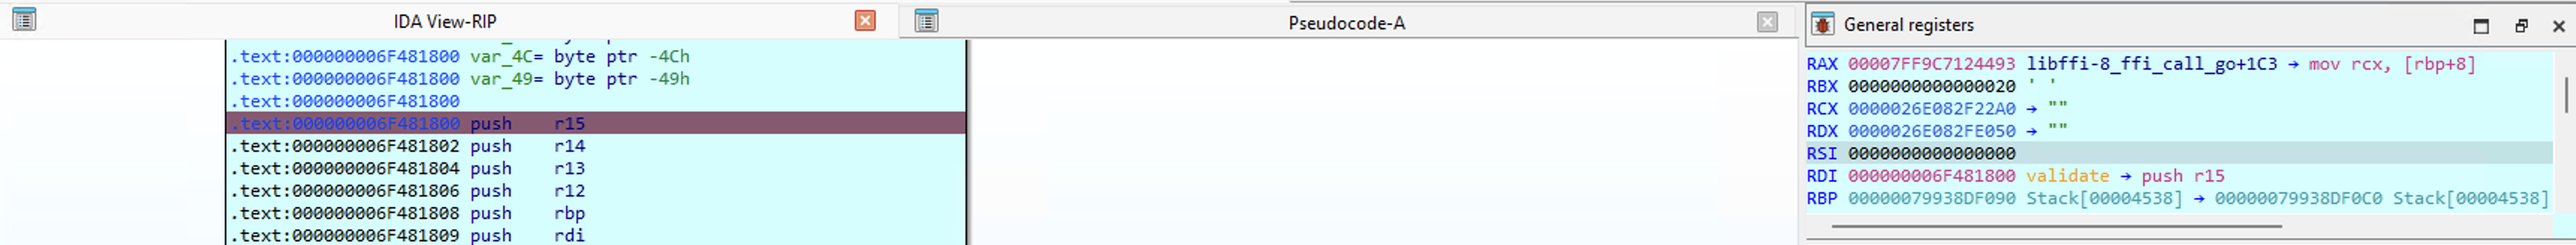 IDA View-RIP
Pseudocode-A
General registers
.text:000000006F481800 var_4C= byte ptr -4Ch
.text:000000006F481800 var_49= byte ptr -49h
.text:000000006F481800
.text:000000006F481800 push r15
.text:000000006F481802 push r14
.text:000000006F481804 push r13
.text:000000006F481806 push r12
.text:000000006F481808 push rbp
.text:000000006F481809 push rdi
RAX 00007FF9C7124493 libffi-8_ffi_call_go+1C3 → mov rcx, [rbp+8]
RBX 0000000000000020 ' '
RCX 0000026E082F22A0 → ""
RDX 0000026E082FE050 → ""
RSI 0000000000000000
RDI 000000006F481800 validate → push r15
RBP 00000079938DF090 Stack[00004538] → 00000079938DF0C0 Stack[00004538]